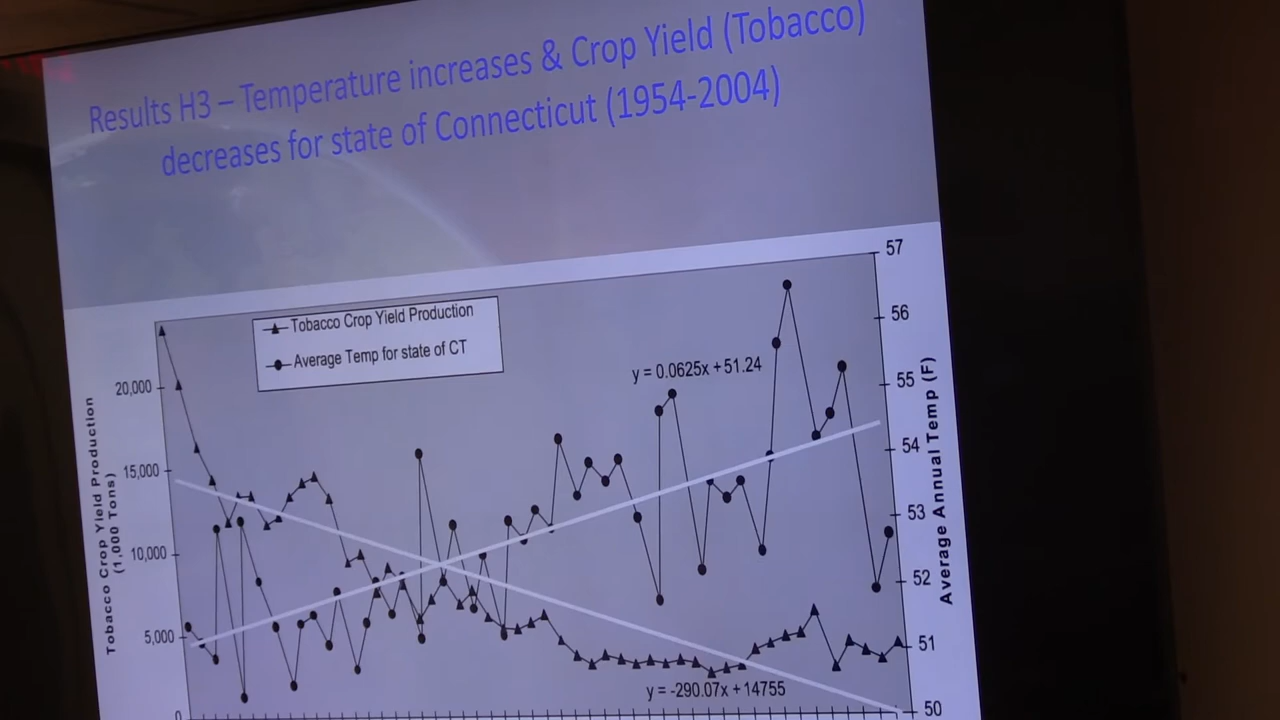 Results H3 – Temperature increases & Crop Yield (Tobacco)
decreases for state of Connecticut (1954-2004)
Tobacco Crop Yield Production
Average Temp for state of CT
y = 0.0625x + 51.24
y = -290.07x + 14755
Tobacco Crop Yield Production
(1,000 Tons)
20,000
15,000
10,000
5,000
0
57
56
55
54
53
52
51
50
Average Annual Temp (F)